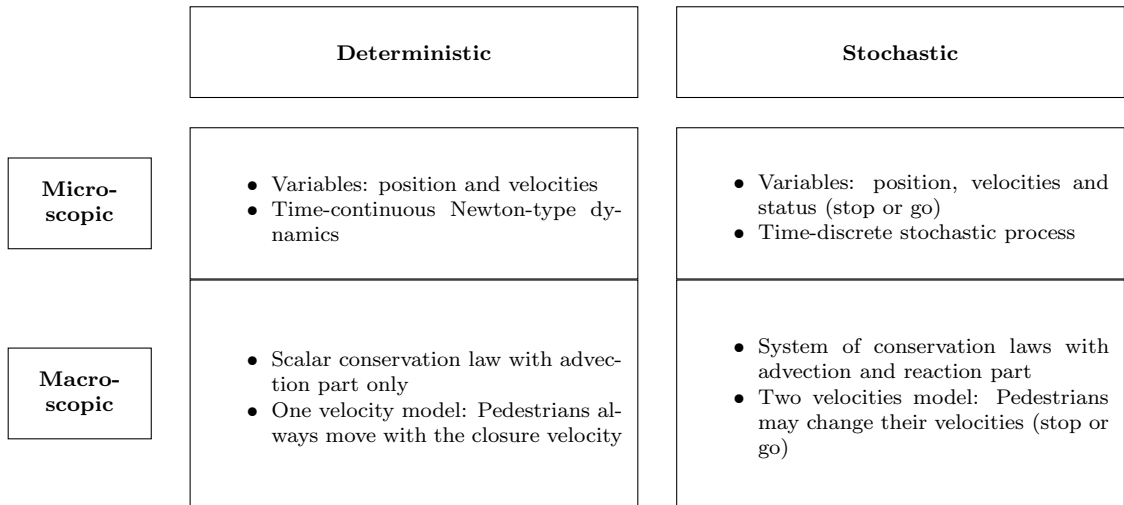 Deterministic
Stochastic
Micro-
scopic
• Variables: position and velocities
• Time-continuous Newton-type dy-
namics
• Variables: position, velocities and
status (stop or go)
• Time-discrete stochastic process
Macro-
scopic
• Scalar conservation law with advec-
tion part only
• One velocity model: Pedestrians al-
ways move with the closure velocity
• System of conservation laws with
advection and reaction part
• Two velocities model: Pedestrians
may change their velocities (stop or
go)